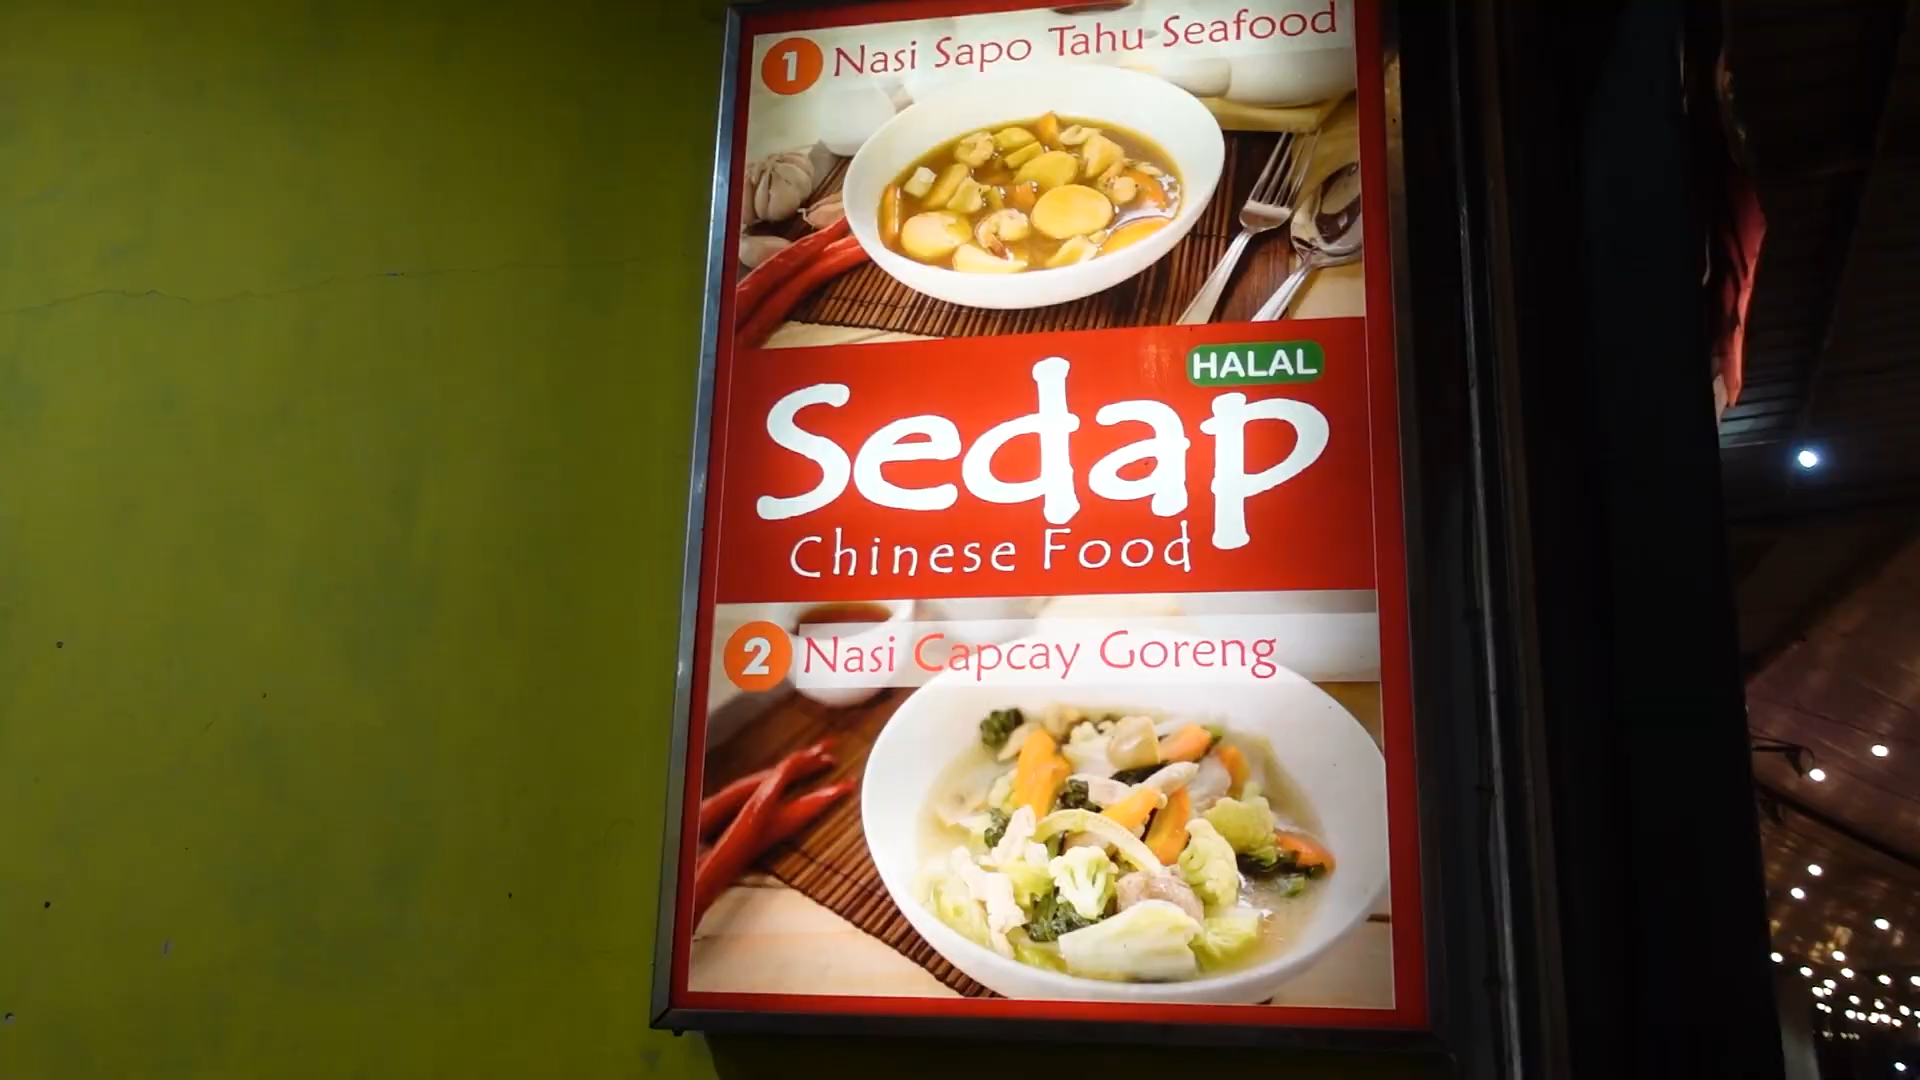 1 Nasi Sapo Tahu Seafood
HALAL
Sedap
Chinese Food
2 Nasi Capcay Goreng